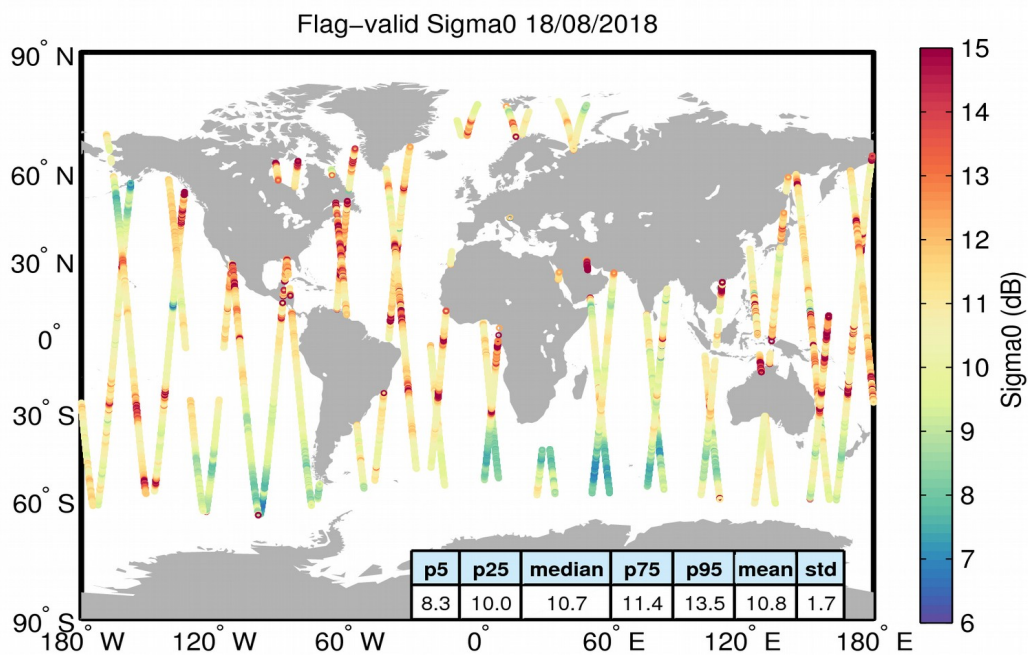 Flag−valid Sigma0 18/08/2018
90° N
60° N
30° N
0°
30° S
60° S
90° S
180° W
120° W
60° W
0°
60° E
120° E
180° E
p5 p25 median p75 p95 mean std
8.3 10.0 10.7 11.4 13.5 10.8 1.7
15
14
13
12
11
10
9
8
7
6
Sigma0 (dB)